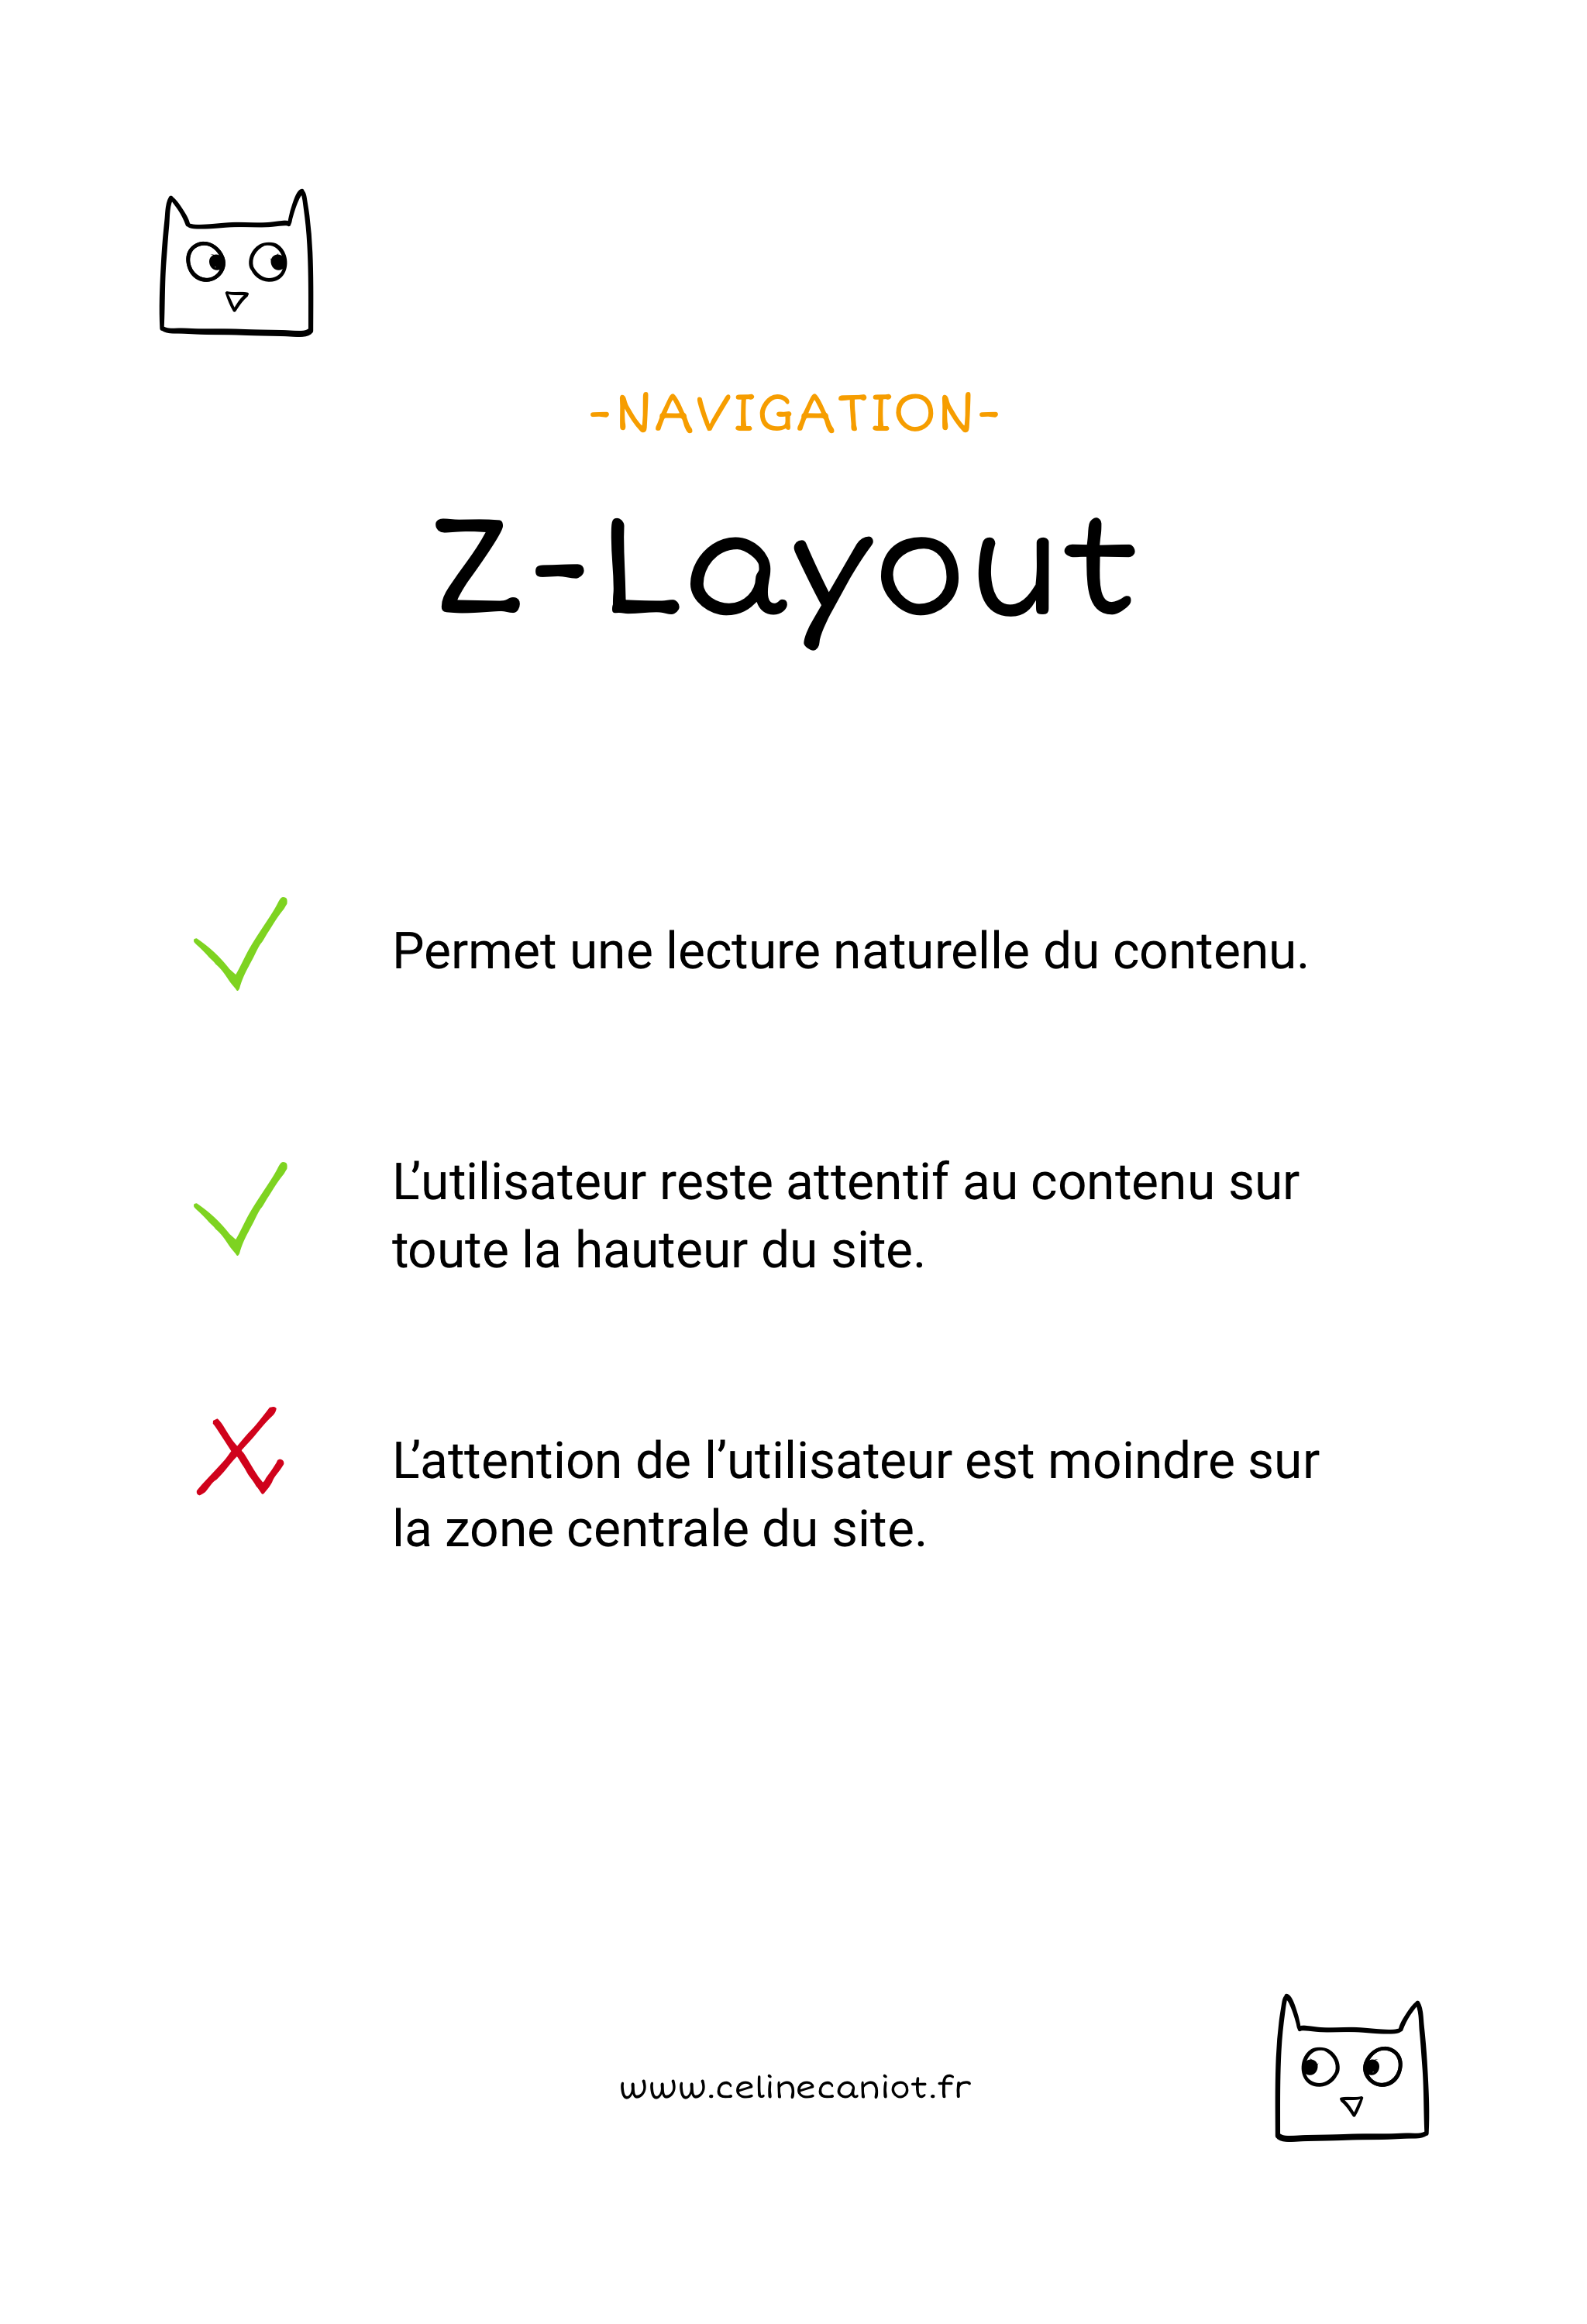 -NAVIGATION-
Z-Layout
Permet une lecture naturelle du contenu.
L’utilisateur reste attentif au contenu sur
toute la hauteur du site.
L’attention de l’utilisateur est moindre sur
la zone centrale du site.
www.celinecaniot.fr